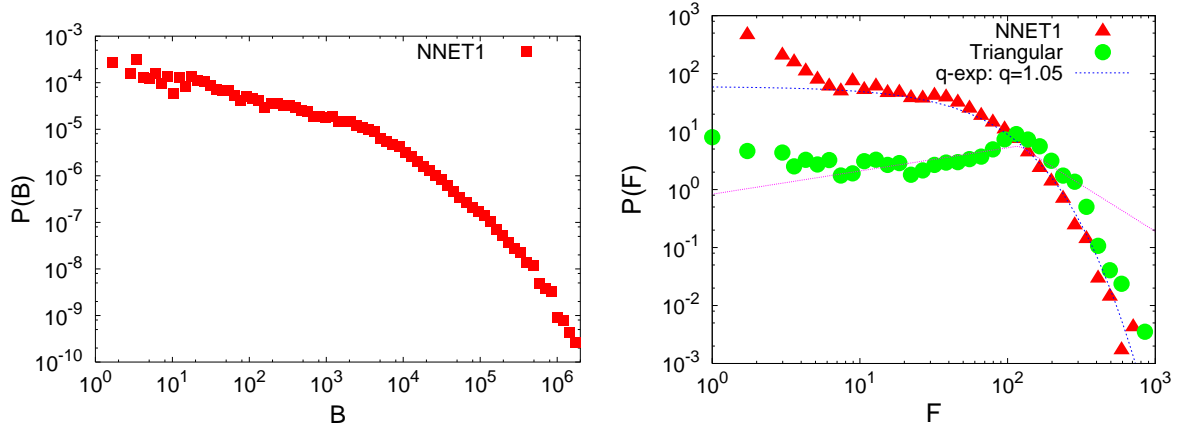 10^-3
10^-4
10^-5
10^-6
10^-7
10^-8
10^-9
10^-10
P(B)
NNET1
10^0 10^1 10^2 10^3 10^4 10^5 10^6
B
10^3
10^2
10^1
10^0
10^-1
10^-2
10^-3
P(F)
NNET1
Triangular
q-exp: q=1.05
10^0 10^1 10^2 10^3
F